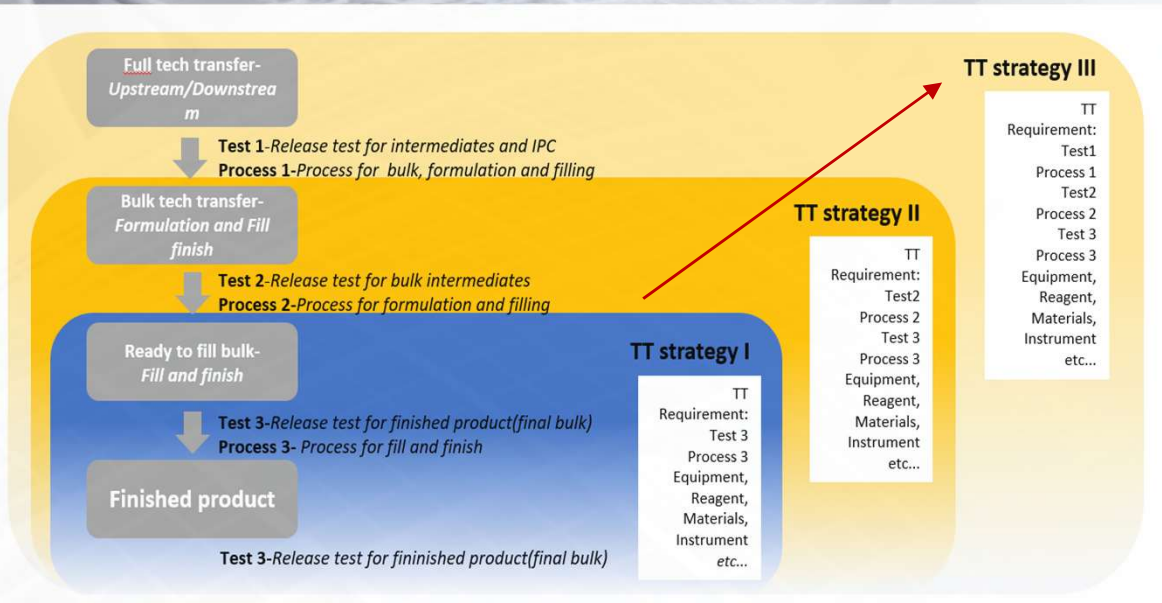 Full tech transfer-
Upstream/Downstrea
m
Test 1-Release test for intermediates and IPC
Process 1-Process for bulk, formulation and filling
Bulk tech transfer-
Formulation and Fill
finish
Test 2-Release test for bulk intermediates
Process 2-Process for formulation and filling
Ready to fill bulk-
Fill and finish
Test 3-Release test for finished product(final bulk)
Process 3- Process for fill and finish
Finished product
Test 3-Release test for fininished product(final bulk)
TT strategy I
TT
Requirement:
Test 3
Process 3
Equipment,
Reagent,
Materials,
Instrument
etc...
TT strategy II
TT
Requirement:
Test2
Process 2
Test 3
Process 3
Equipment,
Reagent,
Materials,
Instrument
etc...
TT strategy III
TT
Requirement:
Test1
Process 1
Test2
Process 2
Test 3
Process 3
Equipment,
Reagent,
Materials,
Instrument
etc...